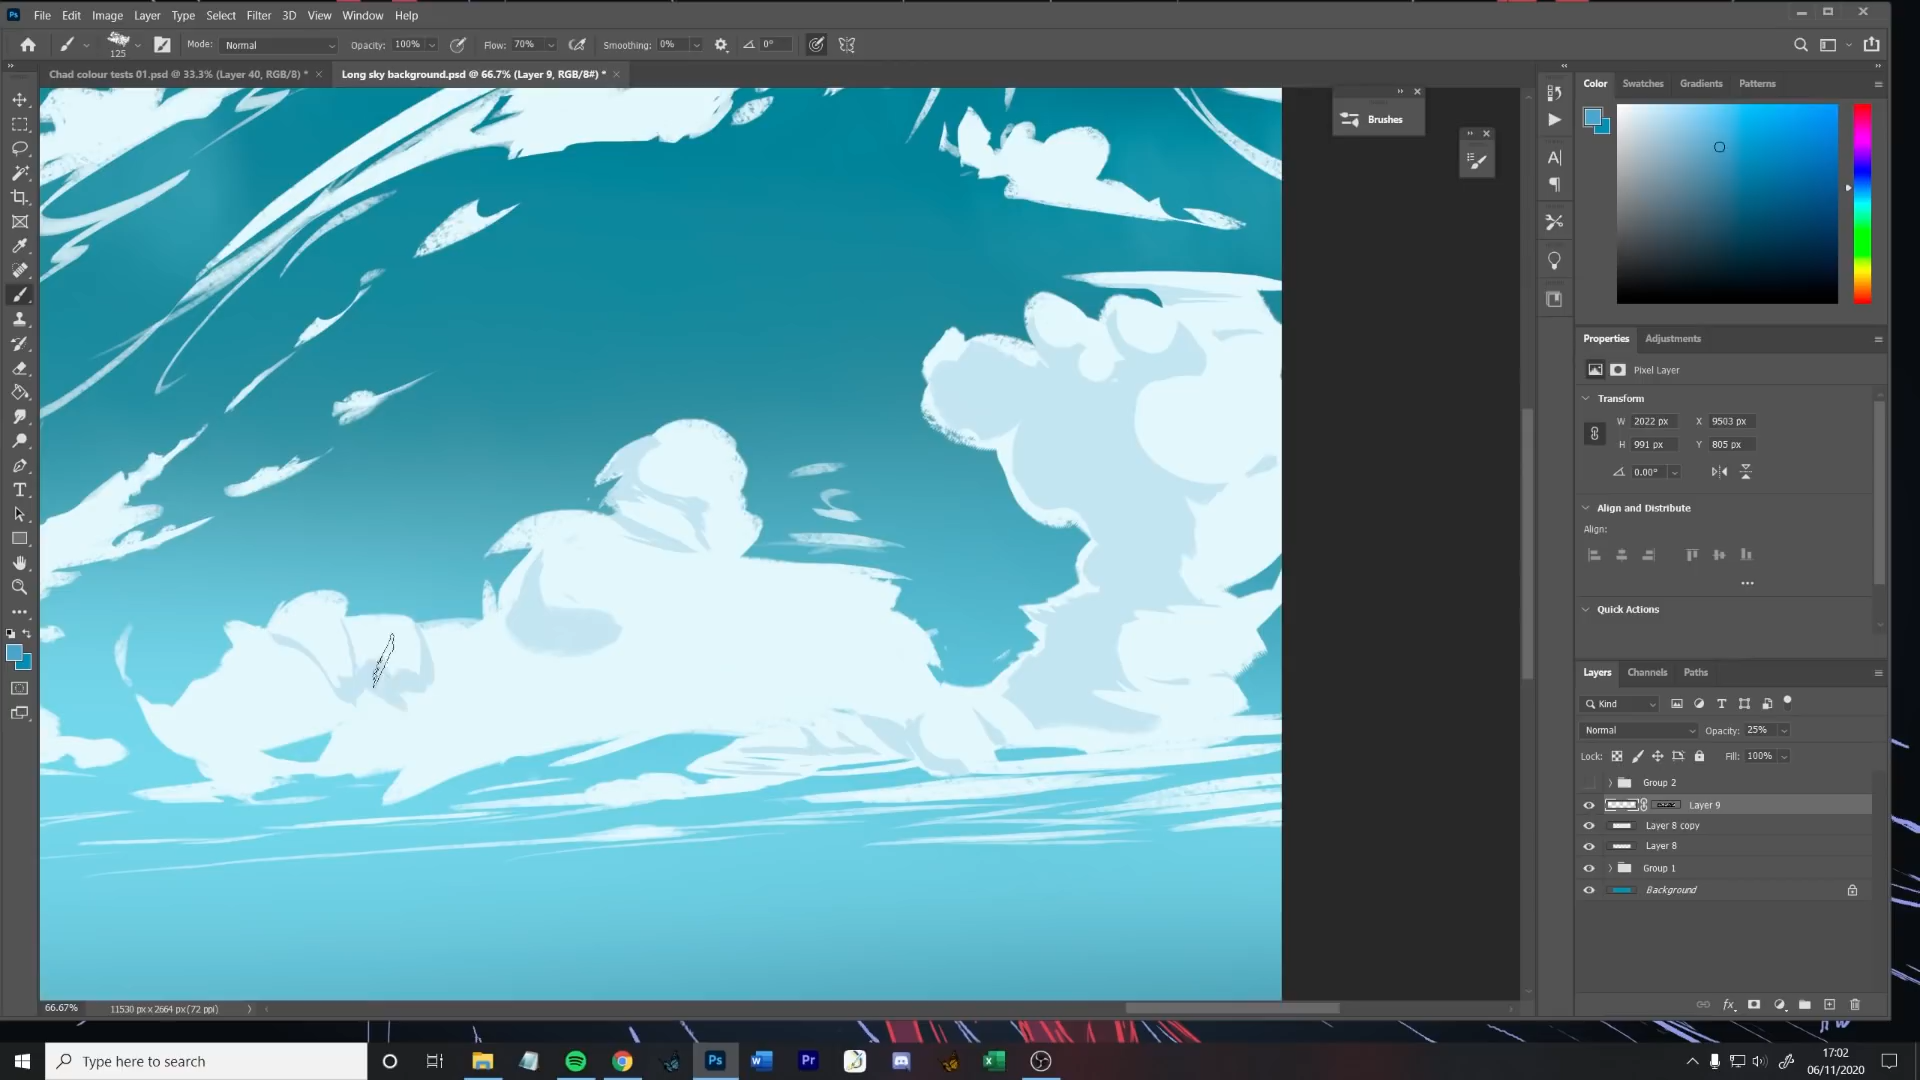 Ps File Edit Image Layer Type Select Filter 3D View Window Help
125 Mode: Normal Opacity: 100% Flow: 70% Smoothing: 0% 0°
Chad colour tests 01.psd @ 33.3% (Layer 40, RGB/8) * Long sky background.psd @ 66.7% (Layer 9, RGB/8#) *
Color Swatches Gradients Patterns
Brushes
Properties Adjustments
Pixel Layer
Transform
W 2022 px X 9503 px
H 991 px Y 805 px
0.00°
Align and Distribute
Align:
Quick Actions
Layers Channels Paths
Kind
Normal Opacity: 25%
Lock: Fill: 100%
Group 2
Layer 9
Layer 8 copy
Layer 8
Group 1
Background
66.67% 11530 px x 2664 px (72 ppi)
fx
Type here to search
Ps Pr
17:02
06/11/2020